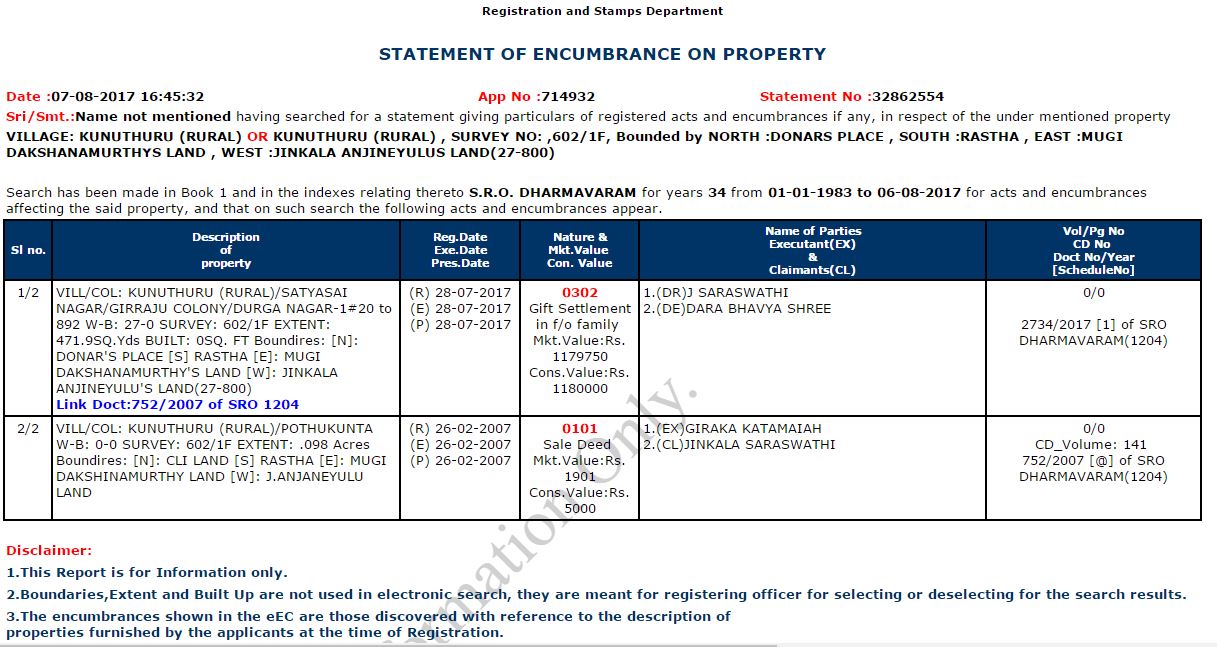 Registration and Stamps Department
STATEMENT OF ENCUMBRANCE ON PROPERTY
Date :07-08-2017 16:45:32 App No :714932 Statement No :32862554
Sri/Smt.:Name not mentioned having searched for a statement giving particulars of registered acts and encumbrances if any, in respect of the under mentioned property
VILLAGE: KUNUTHURU (RURAL) OR KUNUTHURU (RURAL) , SURVEY NO: ,602/1F, Bounded by NORTH :DONARS PLACE , SOUTH :RASTHA , EAST :MUGI
DAKSHANAMURTHYS LAND , WEST :JINKALA ANJINEYULUS LAND(27-800)
Search has been made in Book 1 and in the indexes relating thereto S.R.O. DHARMAVARAM for years 34 from 01-01-1983 to 06-08-2017 for acts and encumbrances
affecting the said property, and that on such search the following acts and encumbrances appear.
Sl no.
Description
of
property
Reg.Date
Exe.Date
Pres.Date
Nature &
Mkt.Value
Con. Value
Name of Parties
Executant(EX)
&
Claimants(CL)
Vol/Pg No
CD No
Doct No/Year
[ScheduleNo]
1/2
VILL/COL: KUNUTHURU (RURAL)/SATYASAI
NAGAR/GIRRAJU COLONY/DURGA NAGAR-1#20 to
892 W-B: 27-0 SURVEY: 602/1F EXTENT:
471.9SQ.Yds BUILT: 0SQ. FT Boundires: [N]:
DONAR'S PLACE [S] RASTHA [E]: MUGI
DAKSHANAMURTHY'S LAND [W]: JINKALA
ANJINEYULU'S LAND(27-800)
Link Doct:752/2007 of SRO 1204
(R) 28-07-2017
(E) 28-07-2017
(P) 28-07-2017
0302
Gift Settlement
in f/o family
Mkt.Value:Rs.
1179750
Cons.Value:Rs.
1180000
1.(DR)J SARASWATHI
2.(DE)DARA BHAVYA SHREE
0/0
2734/2017 [1] of SRO
DHARMAVARAM(1204)
2/2
VILL/COL: KUNUTHURU (RURAL)/POTHUKUNTA
W-B: 0-0 SURVEY: 602/1F EXTENT: .098 Acres
Boundires: [N]: CLI LAND [S] RASTHA [E]: MUGI
DAKSHINAMURTHY LAND [W]: J.ANJANEYULU
LAND
(R) 26-02-2007
(E) 26-02-2007
(P) 26-02-2007
0101
Sale Deed
Mkt.Value:Rs.
1901
Cons.Value:Rs.
5000
1.(EX)GIRAKA KATAMAIAH
2.(CL)JINKALA SARASWATHI
0/0
CD_Volume: 141
752/2007 [@] of SRO
DHARMAVARAM(1204)
Disclaimer:
1.This Report is for Information only.
2.Boundaries,Extent and Built Up are not used in electronic search, they are meant for registering officer for selecting or deselecting for the search results.
3.The encumbrances shown in the eEC are those discovered with reference to the description of
properties furnished by the applicants at the time of Registration.
rmation Only.